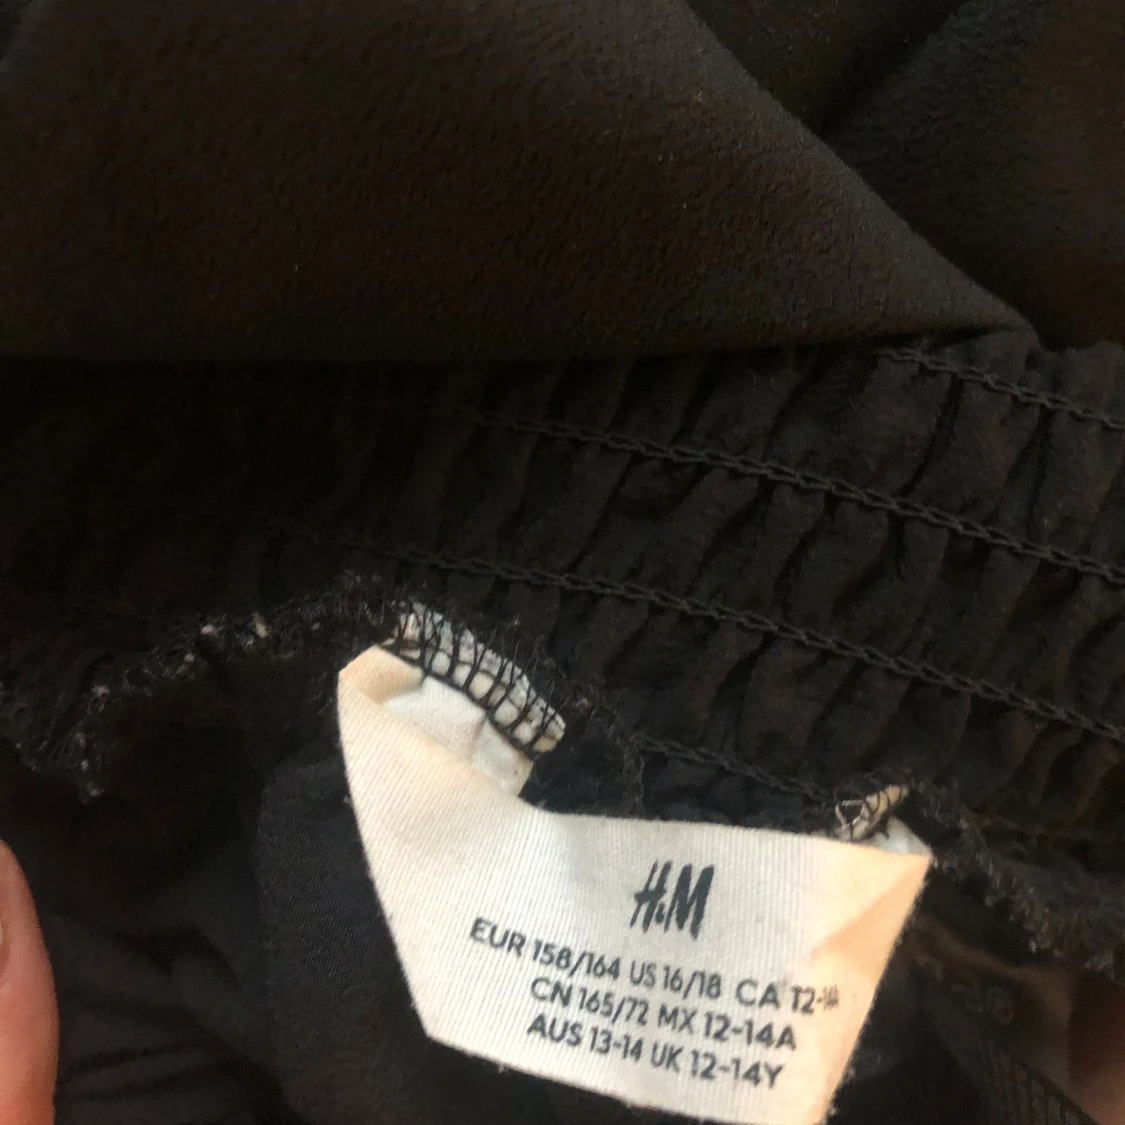 H&M
EUR 158/164 US 16/18 CA 12-14
CN 165/72 MX 12-14A
AUS 13-14 UK 12-14Y